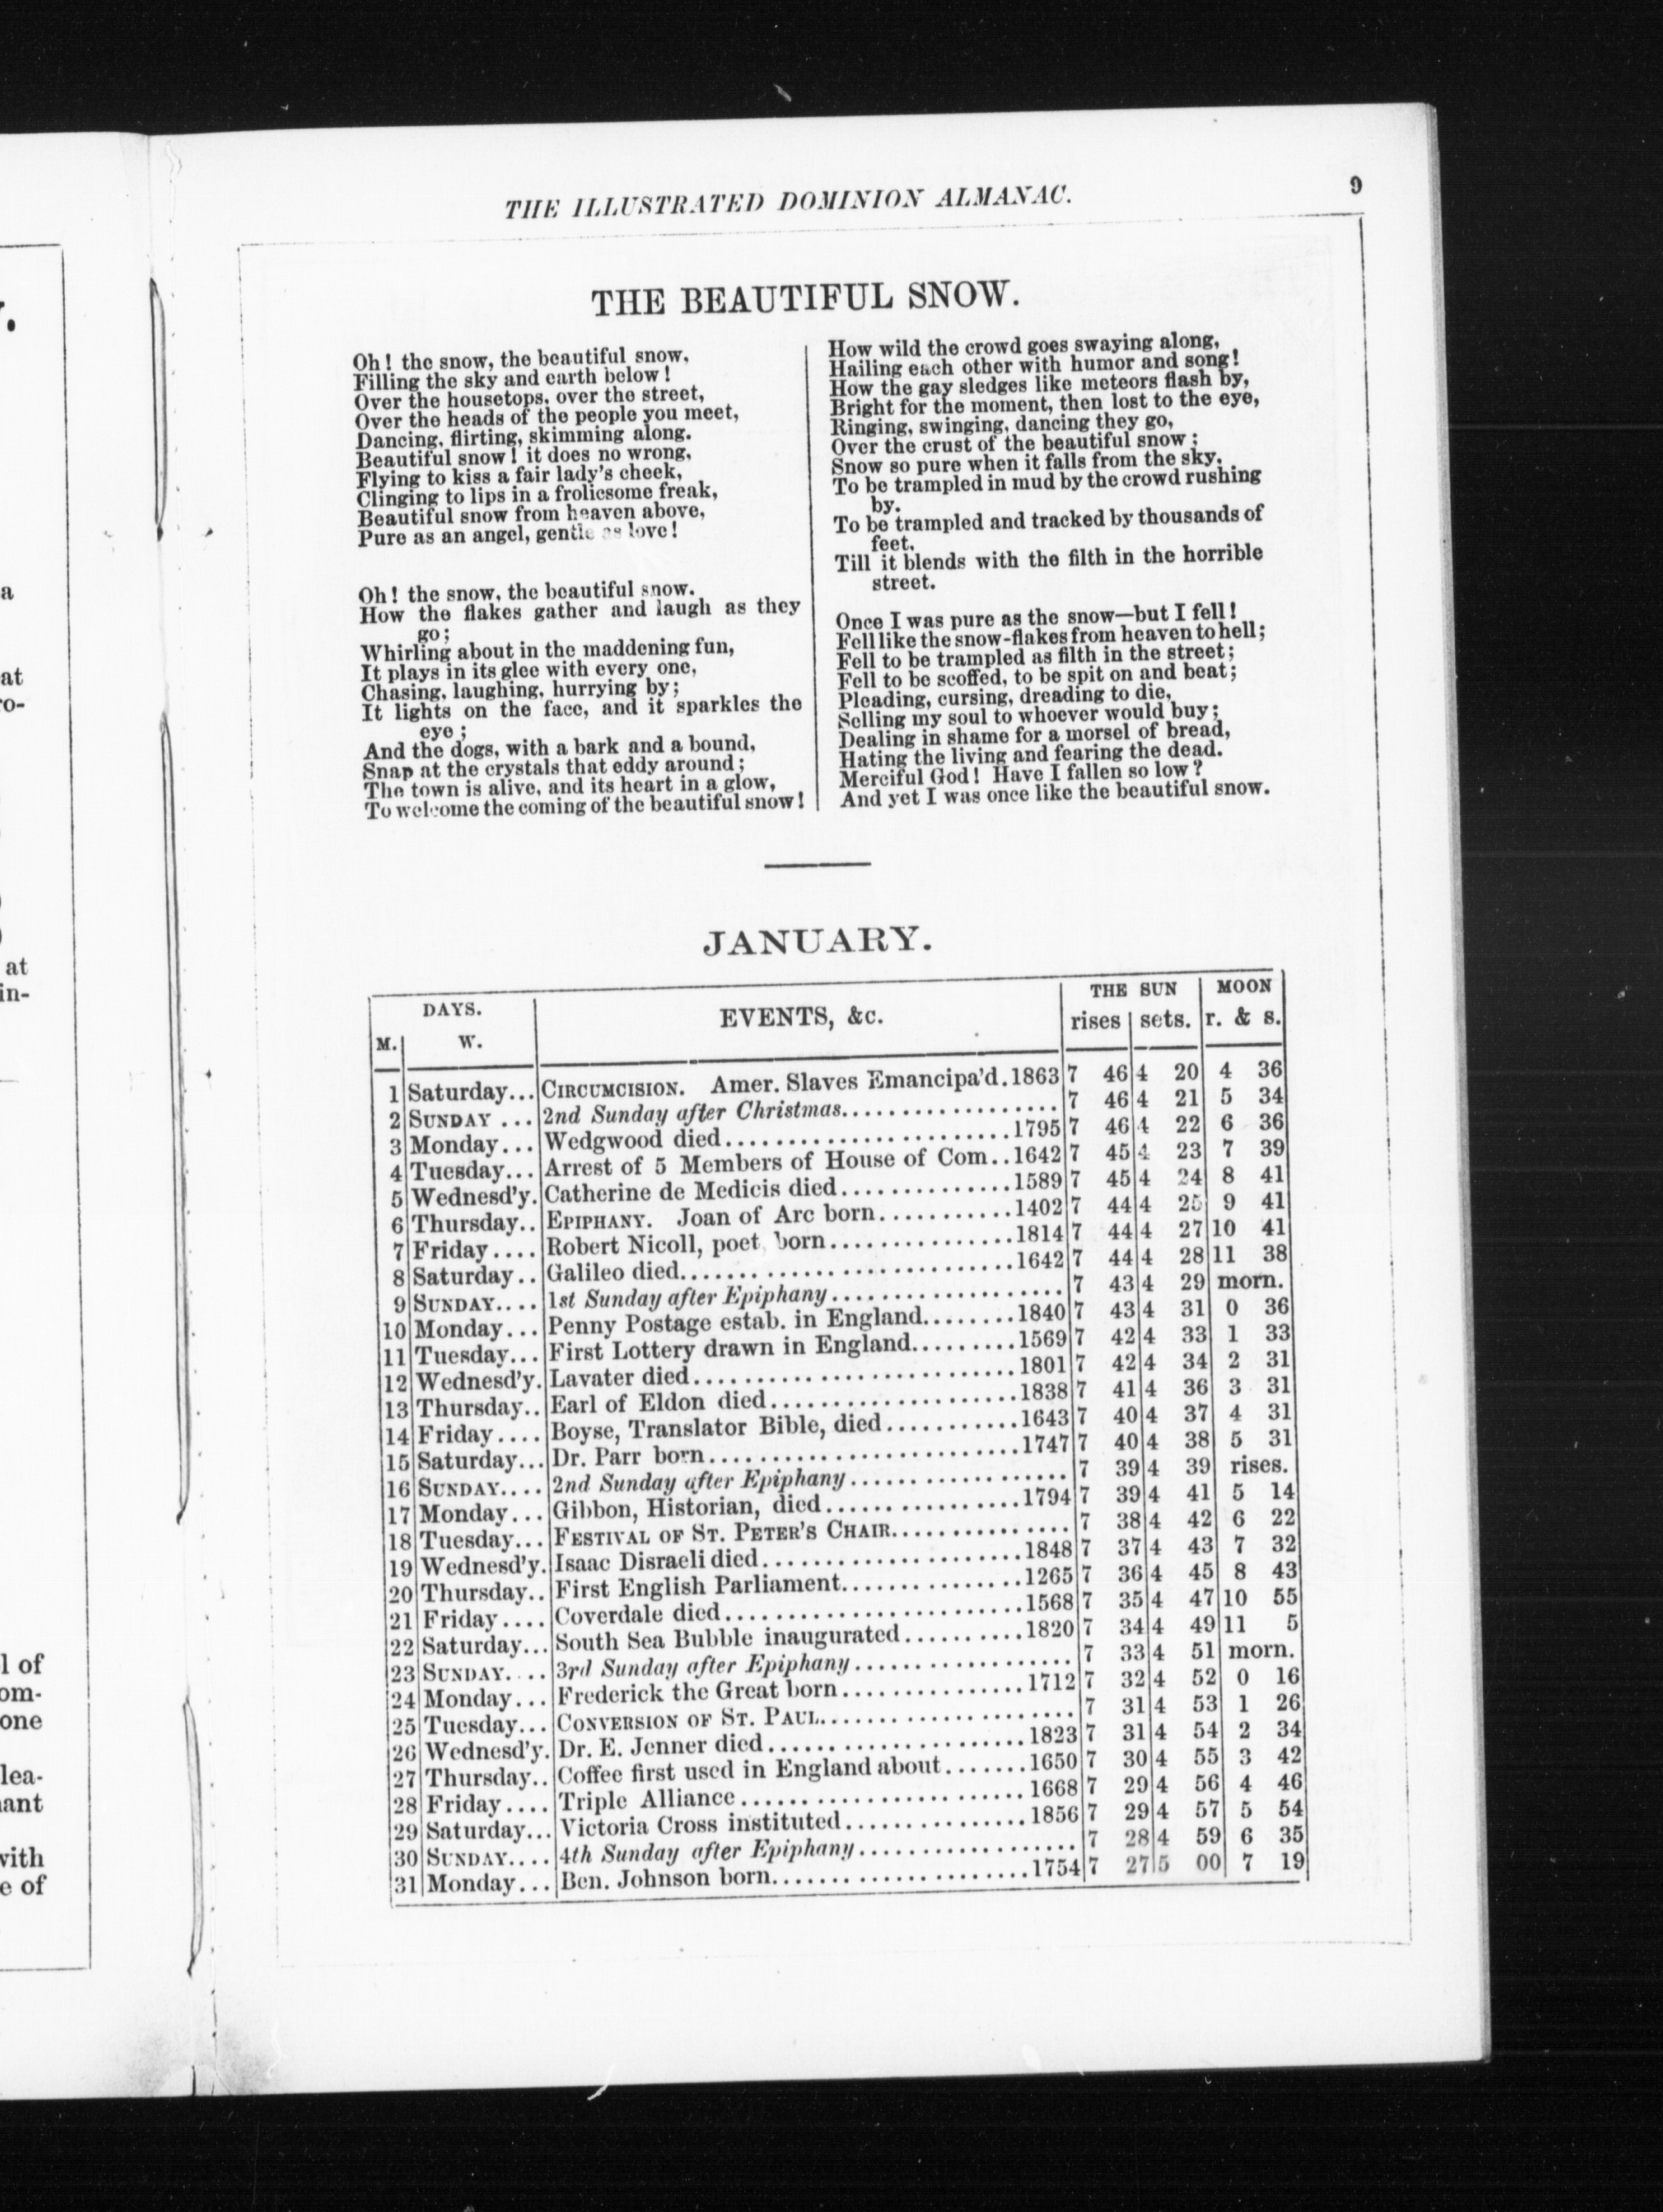 THE ILLUSTRATED DOMINION ALMANAC.
9
THE BEAUTIFUL SNOW.
Oh! the snow, the beautiful snow,
Filling the sky and earth below!
Over the housetops, over the street,
Over the heads of the people you meet,
Dancing, flirting, skimming along.
Beautiful snow! it does no wrong,
Flying to kiss a fair lady's cheek,
Clinging to lips in a frolicsome freak,
Beautiful snow from heaven above,
Pure as an angel, gentle as love!
Oh! the snow, the beautiful snow.
How the flakes gather and laugh as they
go;
Whirling about in the maddening fun,
It plays in its glee with every one,
Chasing, laughing, hurrying by;
It lights on the face, and it sparkles the
eye;
And the dogs, with a bark and a bound,
Snap at the crystals that eddy around;
The town is alive, and its heart in a glow,
To welcome the coming of the beautiful snow!
How wild the crowd goes swaying along,
Hailing each other with humor and song!
How the gay sledges like meteors flash by,
Bright for the moment, then lost to the eye,
Ringing, swinging, dancing they go,
Over the crust of the beautiful snow;
Snow so pure when it falls from the sky,
To be trampled in mud by the crowd rushing
by.
To be trampled and tracked by thousands of
feet,
Till it blends with the filth in the horrible
street.
Once I was pure as the snow—but I fell!
Fell like the snow-flakes from heaven to hell;
Fell to be trampled as filth in the street;
Fell to be scoffed, to be spit on and beat;
Pleading, cursing, dreading to die,
Selling my soul to whoever would buy;
Dealing in shame for a morsel of bread,
Hating the living and fearing the dead.
Merciful God! Have I fallen so low?
And yet I was once like the beautiful snow.
JANUARY.
DAYS. EVENTS, &c. THE SUN MOON
M. W. rises sets. r. & s.
1 Saturday... CIRCUMCISION. Amer. Slaves Emancipa'd.1863 7 46 4 20 4 36
2 SUNDAY ... 2nd Sunday after Christmas.................. 7 46 4 21 5 34
3 Monday... Wedgwood died.......................1795 7 46 4 22 6 36
4 Tuesday... Arrest of 5 Members of House of Com..1642 7 45 4 23 7 39
5 Wednesd'y. Catherine de Medicis died..............1589 7 45 4 24 8 41
6 Thursday.. EPIPHANY. Joan of Arc born...........1402 7 44 4 25 9 41
7 Friday.... Robert Nicoll, poet born...............1814 7 44 4 27 10 41
8 Saturday.. Galileo died...........................1642 7 44 4 28 11 38
9 SUNDAY.... 1st Sunday after Epiphany................... 7 43 4 29 morn.
10 Monday... Penny Postage estab. in England........1840 7 43 4 31 0 36
11 Tuesday... First Lottery drawn in England.........1569 7 42 4 33 1 33
12 Wednesd'y. Lavater died..........................1801 7 42 4 34 2 31
13 Thursday.. Earl of Eldon died....................1838 7 41 4 36 3 31
14 Friday.... Boyse, Translator Bible, died...........1643 7 40 4 37 4 31
15 Saturday... Dr. Parr born.........................1747 7 40 4 38 5 31
16 SUNDAY.... 2nd Sunday after Epiphany.................. 7 39 4 39 rises.
17 Monday... Gibbon, Historian, died................1794 7 39 4 41 5 14
18 Tuesday... FESTIVAL OF ST. PETER'S CHAIR............... 7 38 4 42 6 22
19 Wednesd'y. Isaac Disraeli died.....................1848 7 37 4 43 7 32
20 Thursday.. First English Parliament...............1265 7 36 4 45 8 43
21 Friday.... Coverdale died........................1568 7 35 4 47 10 55
22 Saturday... South Sea Bubble inaugurated..........1820 7 34 4 49 11 5
23 SUNDAY.... 3rd Sunday after Epiphany.................. 7 33 4 51 morn.
24 Monday... Frederick the Great born...............1712 7 32 4 52 0 16
25 Tuesday... CONVERSION OF ST. PAUL..................... 7 31 4 53 1 26
26 Wednesd'y. Dr. E. Jenner died.....................1823 7 31 4 54 2 34
27 Thursday.. Coffee first used in England about.......1650 7 30 4 55 3 42
28 Friday.... Triple Alliance.......................1668 7 29 4 56 4 46
29 Saturday... Victoria Cross instituted...............1856 7 29 4 57 5 54
30 SUNDAY.... 4th Sunday after Epiphany.................. 7 28 4 59 6 35
31 Monday... Ben. Johnson born.....................1754 7 27 5 00 7 19